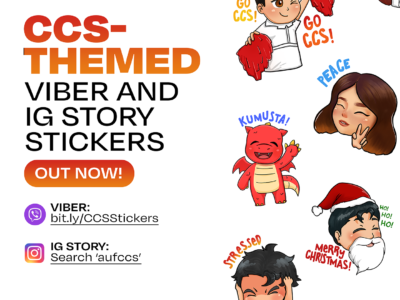 CCS-
THEMED
VIBER AND
IG STORY
STICKERS
OUT NOW!
VIBER:
bit.ly/CCSStickers
IG STORY:
Search 'aufccs'
GO
CCS!
GO
CCS!
PEACE
KUMUSTA!
HO!
HO!
HO!
MERRY
CHRISTMAS!
STRESSED